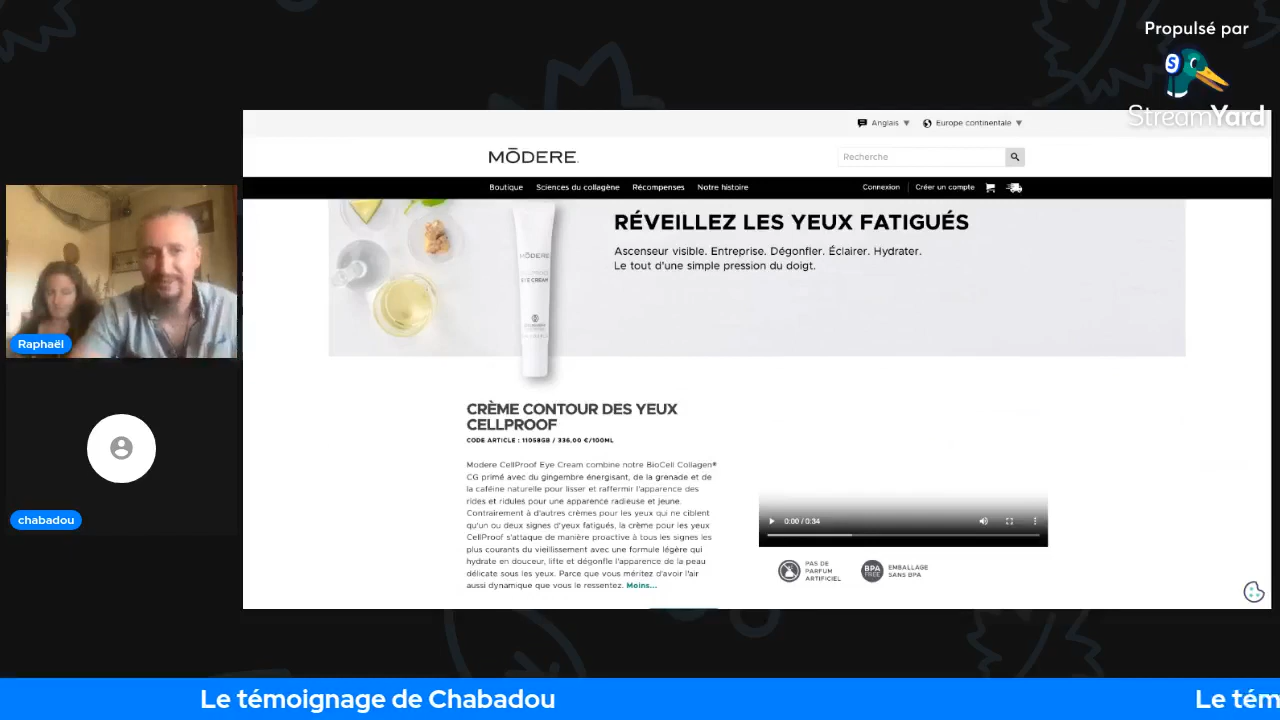 Propulsé par
StreamYard
Anglais
Europe continentale
MŌDERE
Recherche
Boutique
Sciences du collagène
Récompenses
Notre histoire
Connexion
Créer un compte
RÉVEILLEZ LES YEUX FATIGUÉS
Ascenseur visible. Entreprise. Dégonfler. Éclairer. Hydrater.
Le tout d'une simple pression du doigt.
MŌDERE
EYE CREAM
CRÈME CONTOUR DES YEUX
CELLPROOF
CODE ARTICLE : 11058GB / 336,00 €/100ML
Modere CellProof Eye Cream combine notre BioCell Collagen®
CG primé avec du gingembre énergisant, de la grenade et de
la caféine naturelle pour lisser et raffermir l'apparence des
rides et ridules pour une apparence radieuse et jeune.
Contrairement à d'autres crèmes pour les yeux qui ne ciblent
qu'un ou deux signes d'yeux fatigués, la crème pour les yeux
CellProof s'attaque de manière proactive à tous les signes les
plus courants du vieillissement avec une formule légère qui
hydrate en douceur, lifte et dégonfle l'apparence de la peau
délicate sous les yeux. Parce que vous méritez d'avoir l'air
aussi dynamique que vous le ressentez. Moins...
0:00 / 0:34
PAS DE
PARFUM
ARTIFICIEL
BPA
FREE
EMBALLAGE
SANS BPA
Raphaël
chabadou
Le témoignage de Chabadou
Le tém